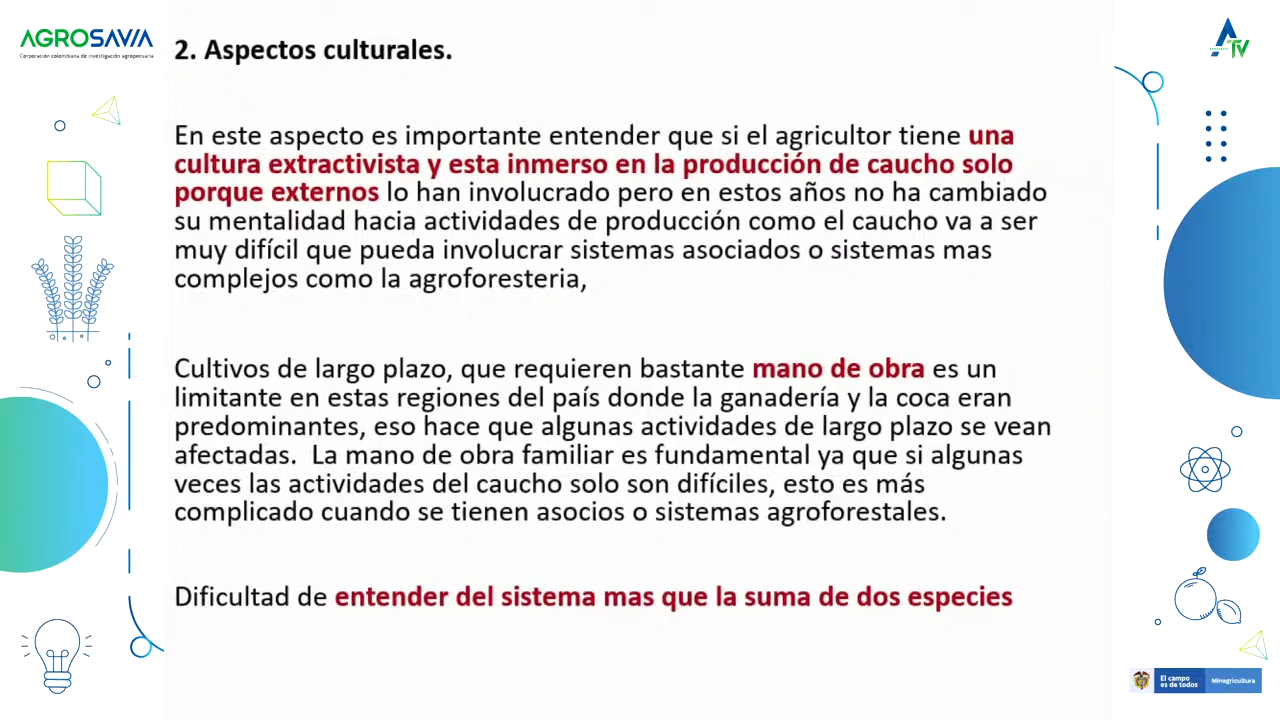 AGROSAVIA
Corporación colombiana de investigación agropecuaria
TV
2. Aspectos culturales.
En este aspecto es importante entender que si el agricultor tiene una
cultura extractivista y esta inmerso en la producción de caucho solo
porque externos lo han involucrado pero en estos años no ha cambiado
su mentalidad hacia actividades de producción como el caucho va a ser
muy difícil que pueda involucrar sistemas asociados o sistemas mas
complejos como la agroforesteria,
Cultivos de largo plazo, que requieren bastante mano de obra es un
limitante en estas regiones del país donde la ganadería y la coca eran
predominantes, eso hace que algunas actividades de largo plazo se vean
afectadas.  La mano de obra familiar es fundamental ya que si algunas
veces las actividades del caucho solo son difíciles, esto es más
complicado cuando se tienen asocios o sistemas agroforestales.
Dificultad de entender del sistema mas que la suma de dos especies
El campo
es de todos
Minagricultura